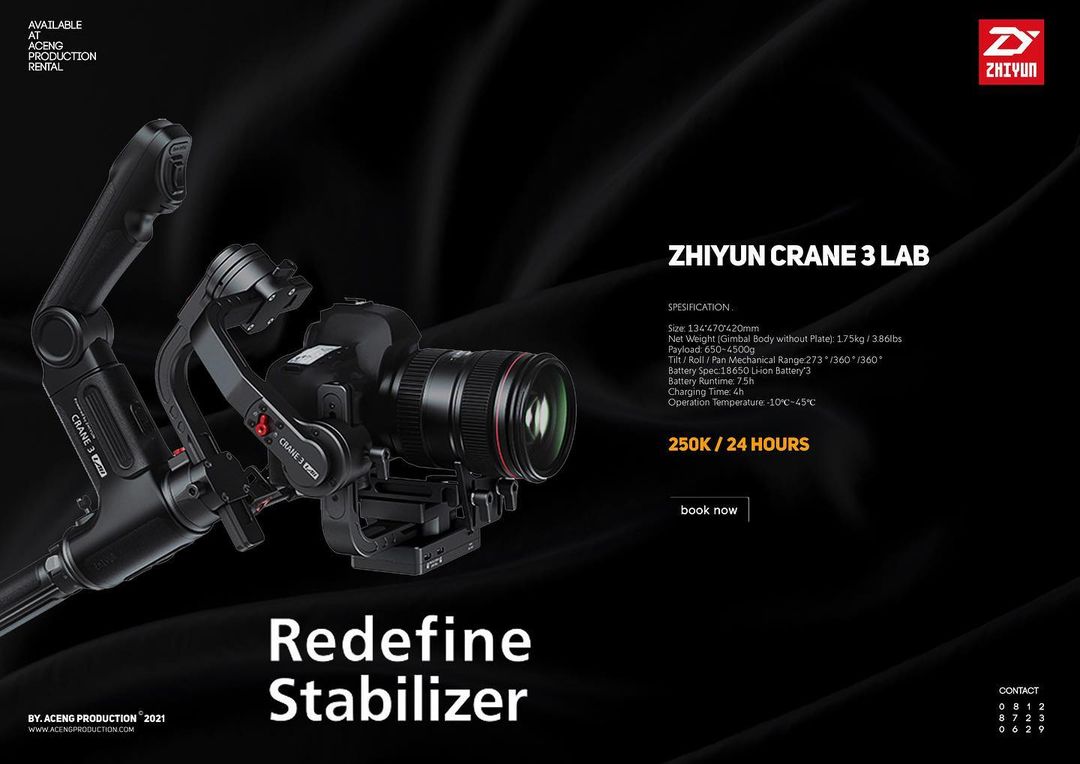 AVAILABLE
AT
ACENG
PRODUCTION
RENTAL
ZHIYUN
ZHIYUN CRANE 3 LAB
SPESIFICATION .
Size: 134*470*420mm
Net Weight (Gimbal Body without Plate): 1.75kg / 3.86lbs
Payload: 650~4500g
Tilt / Roll / Pan Mechanical Range:273 ° /360 ° /360 °
Battery Spec:18650 Li-ion Battery*3
Battery Runtime: 7.5h
Charging Time: 4h
Operation Temperature: -10℃~45℃
250K / 24 HOURS
book now
CRANE 3 LAB
CRANE 3 LAB
Redefine
Stabilizer
BY. ACENG PRODUCTION © 2021
WWW.ACENGPRODUCTION.COM
CONTACT
0 8 1 2
8 7 2 3
0 6 2 9